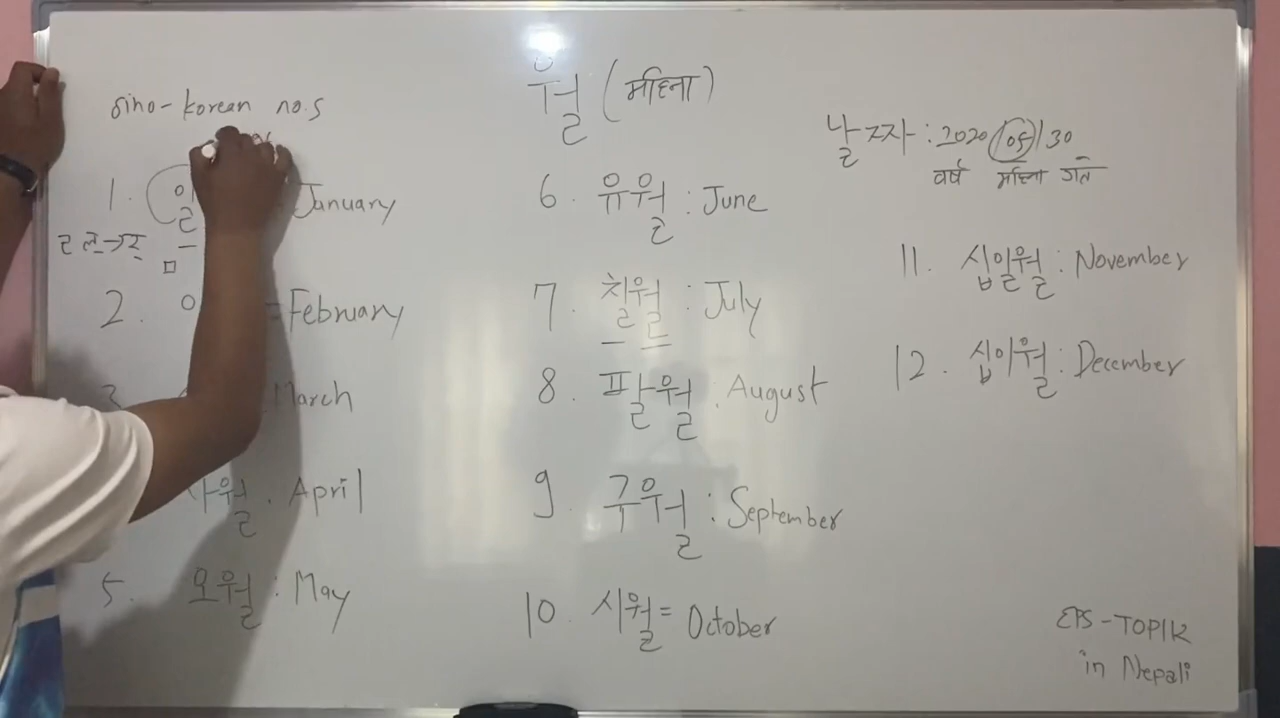 월 (महिना)
sino-korean no.s
날짜 : 2020/05/30
वर्ष महिना गते
1. January
ट ल→र्
2. = February
3. March
사월 : April
5. 오월 : May
6. 유월 : June
7. 칠월 : July
8. 팔월 : August
9. 구월 : September
10. 시월 = October
11. 십일월 : November
12. 십이월 : December
EPS-TOPIK
in Nepali